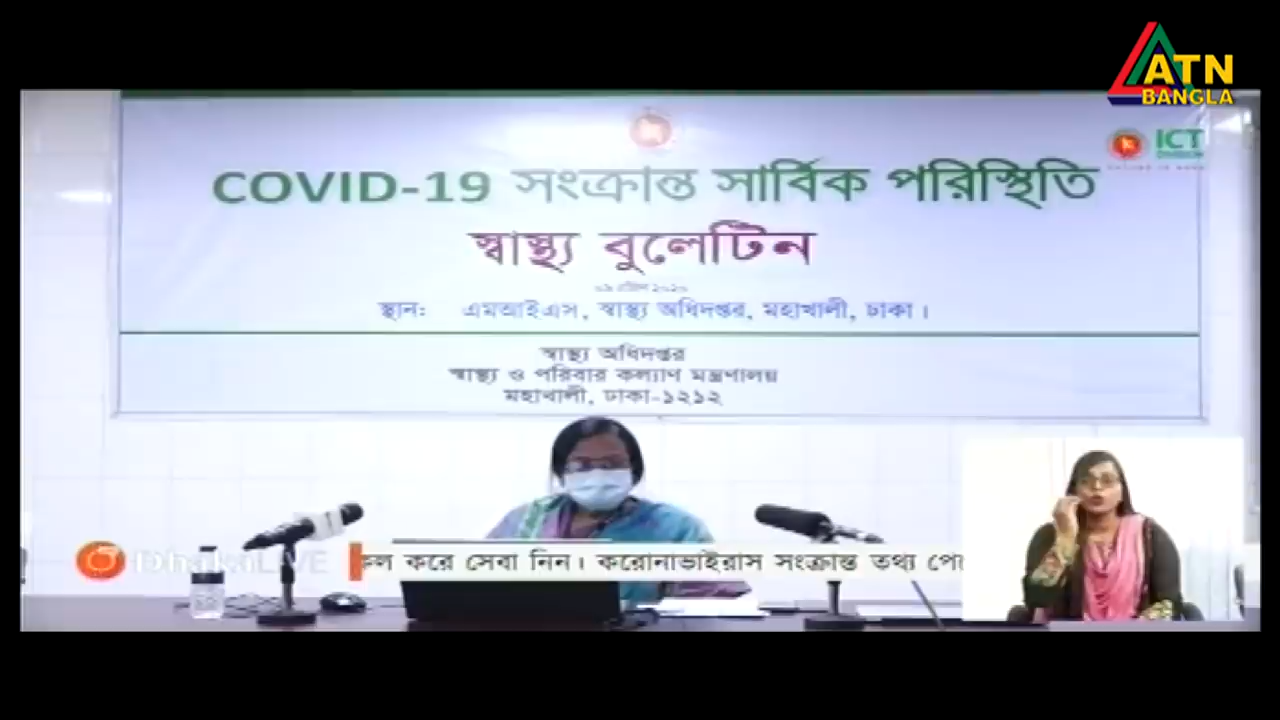 ATN
BANGLA
ICT
COVID-19 সংক্রান্ত সার্বিক পরিস্থিতি
স্বাস্থ্য বুলেটিন
স্থান: এমআইএস, স্বাস্থ্য অধিদপ্তর, মহাখালী, ঢাকা।
স্বাস্থ্য অধিদপ্তর
স্বাস্থ্য ও পরিবার কল্যাণ মন্ত্রণালয়
মহাখালী, ঢাকা-১২১২
DhakaLIVE
করে সেবা নিন। করোনাভাইরাস সংক্রান্ত তথ্য